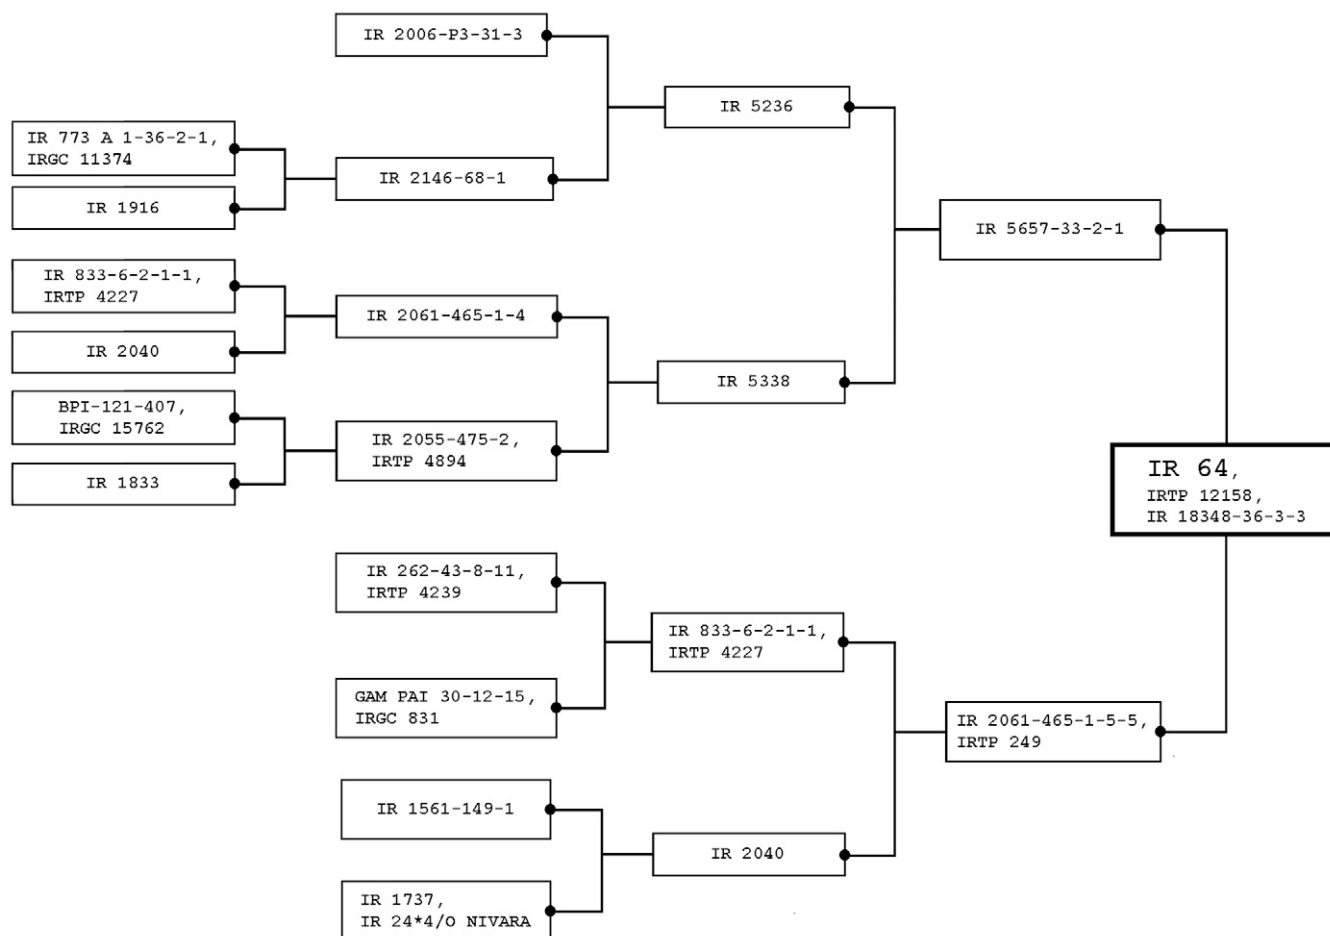 IR 2006-P3-31-3
IR 5236
IR 773 A 1-36-2-1,
IRGC 11374
IR 2146-68-1
IR 1916
IR 5657-33-2-1
IR 833-6-2-1-1,
IRTP 4227
IR 2061-465-1-4
IR 2040
IR 5338
BPI-121-407,
IRGC 15762
IR 2055-475-2,
IRTP 4894
IR 1833
IR 64,
IRTP 12158,
IR 18348-36-3-3
IR 262-43-8-11,
IRTP 4239
IR 833-6-2-1-1,
IRTP 4227
GAM PAI 30-12-15,
IRGC 831
IR 2061-465-1-5-5,
IRTP 249
IR 1561-149-1
IR 2040
IR 1737,
IR 24*4/O NIVARA